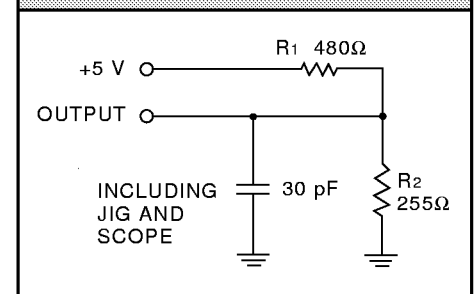 R1 480Ω
+5 V
OUTPUT
INCLUDING
JIG AND
SCOPE
30 pF
R2
255Ω